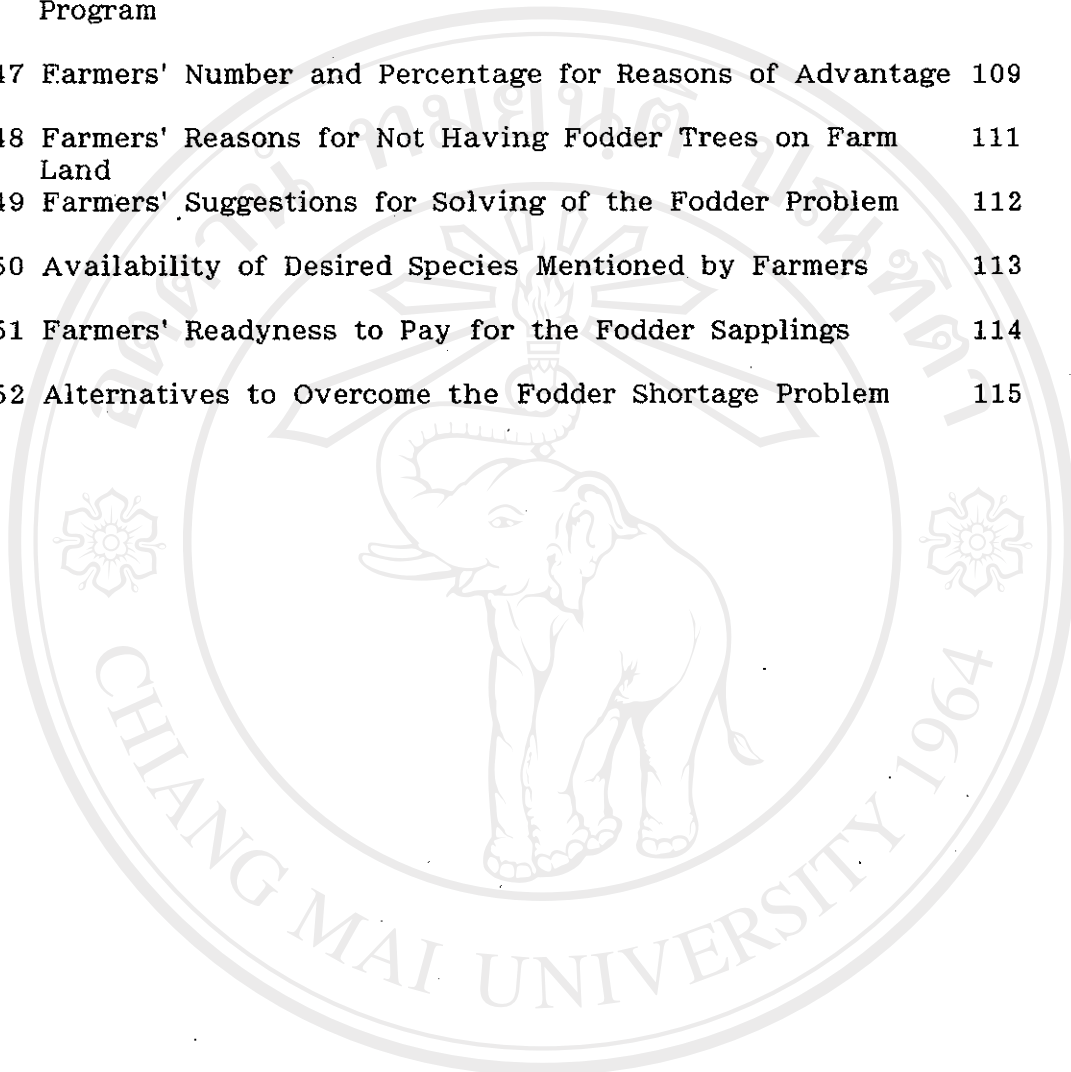 Program
47 Farmers' Number and Percentage for Reasons of Advantage 109
48 Farmers' Reasons for Not Having Fodder Trees on Farm 111
Land
49 Farmers' Suggestions for Solving of the Fodder Problem 112
50 Availability of Desired Species Mentioned by Farmers 113
51 Farmers' Readyness to Pay for the Fodder Sapplings 114
52 Alternatives to Overcome the Fodder Shortage Problem 115
CHIANG MAI UNIVERSITY 1964